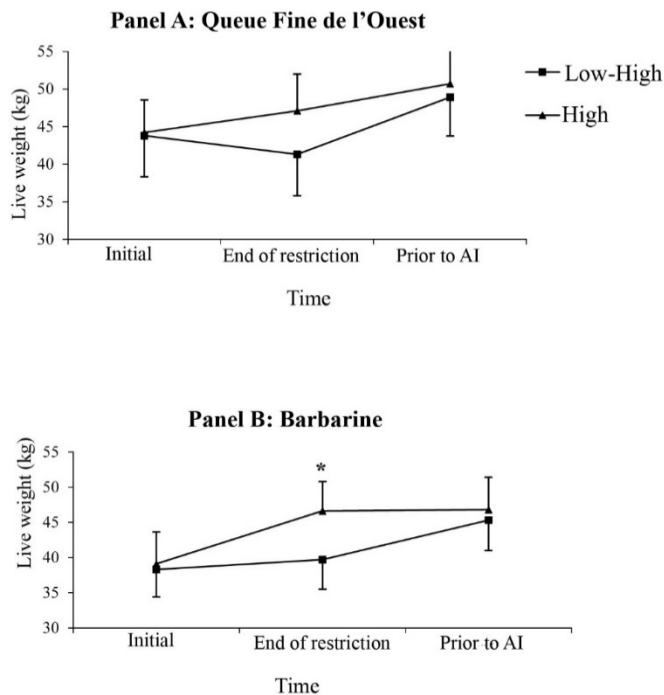 Panel A: Queue Fine de l’Ouest
55
50
45
40
35
30
Live weight (kg)
Initial End of restriction Prior to AI
Time
Low-High
High
Panel B: Barbarine
55
50
45
40
35
30
Live weight (kg)
*
Initial End of restriction Prior to AI
Time